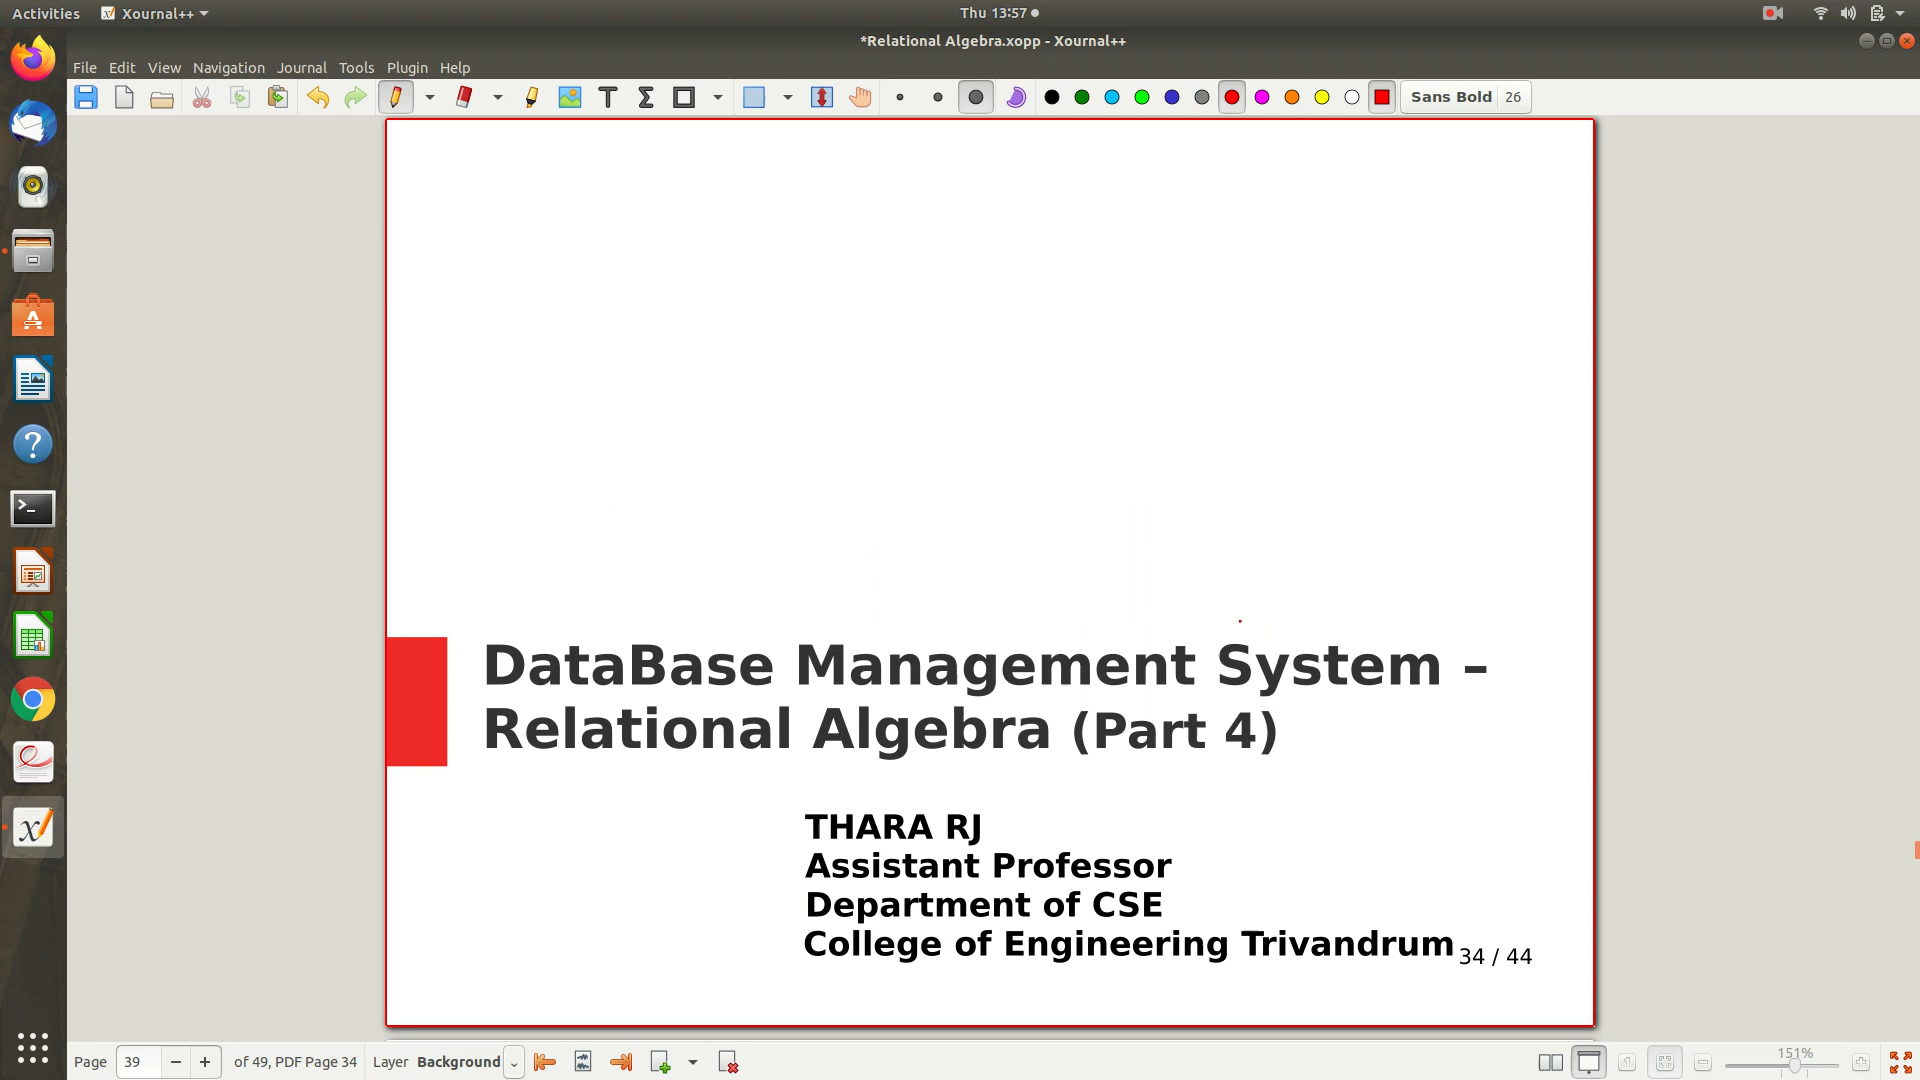 Activities
Xournal++
Thu 13:57
*Relational Algebra.xopp - Xournal++
File Edit View Navigation Journal Tools Plugin Help
Sans Bold 26
DataBase Management System –
Relational Algebra (Part 4)
THARA RJ
Assistant Professor
Department of CSE
College of Engineering Trivandrum
34 / 44
Page 39 of 49, PDF Page 34 Layer Background
151%